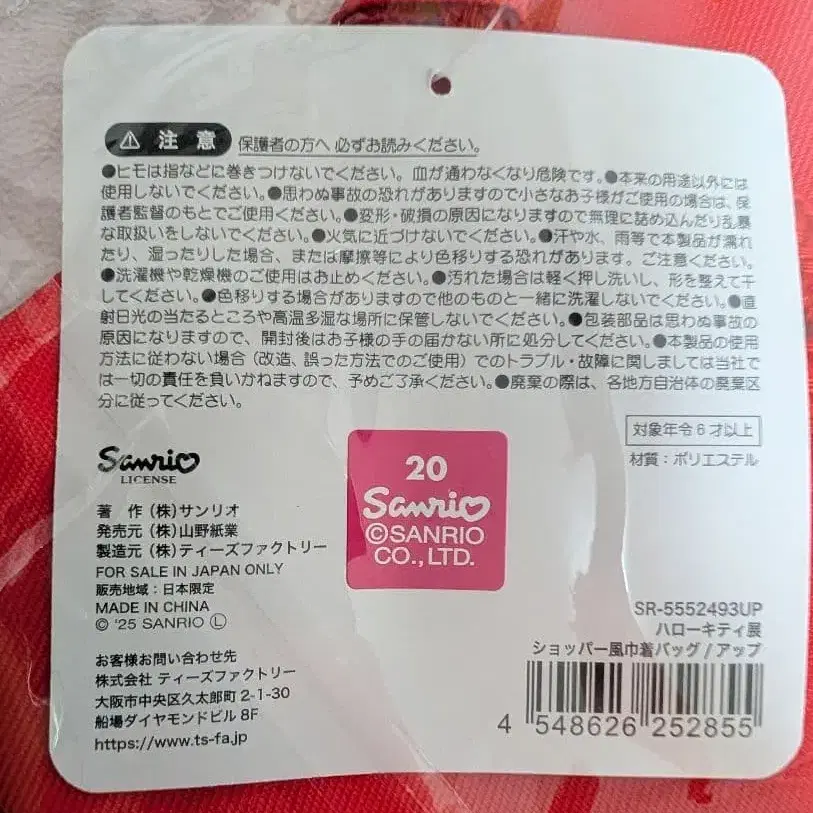 ⚠ 注意 保護者の方へ 必ずお読みください。
●ヒモは指などに巻きつけないでください。血が通わなくなり危険です。●本来の用途以外には
使用しないでください。●思わぬ事故の恐れがありますので小さなお子様がご使用の場合は、保
護者監督のもとでご使用ください。●変形・破損の原因になりますので無理に詰め込んだり乱暴
な取扱いをしないでください。●火気に近づけないでください。●汗や水、雨等で本製品が濡れ
たり、湿ったりした場合、または摩擦等により色移りする恐れがあります。ご注意ください。
●洗濯機や乾燥機のご使用はお止めください。●汚れた場合は軽く押し洗いし、形を整えて干
してください。●色移りする場合がありますので他のものと一緒に洗濯しないでください。●直
射日光の当たるところや高温多湿な場所に保管しないでください。●包装部品は思わぬ事故の
原因になりますので、開封後はお子様の手の届かない所に処分してください。●本製品の使用
方法に従わない場合（改造、誤った方法でのご使用）でのトラブル・故障に関しましては当社で
は一切の責任を負いかねますので、予めご了承ください。●廃棄の際は、各地方自治体の廃棄区
分に従ってください。
対象年令6才以上
材質：ポリエステル
Sanrio
LICENSE
著　作（株）サンリオ
発売元（株）山野紙業
製造元（株）ティーズファクトリー
FOR SALE IN JAPAN ONLY
販売地域：日本限定
MADE IN CHINA
© '25 SANRIO Ⓛ
20
Sanrio
©SANRIO
CO.,LTD.
お客様お問い合わせ先
株式会社 ティーズファクトリー
大阪市中央区久太郎町 2-1-30
船場ダイヤモンドビル 8F
https://www.ts-fa.jp
SR-5552493UP
ハローキティ展
ショッパー風巾着バッグ/アップ
4 548626 252855